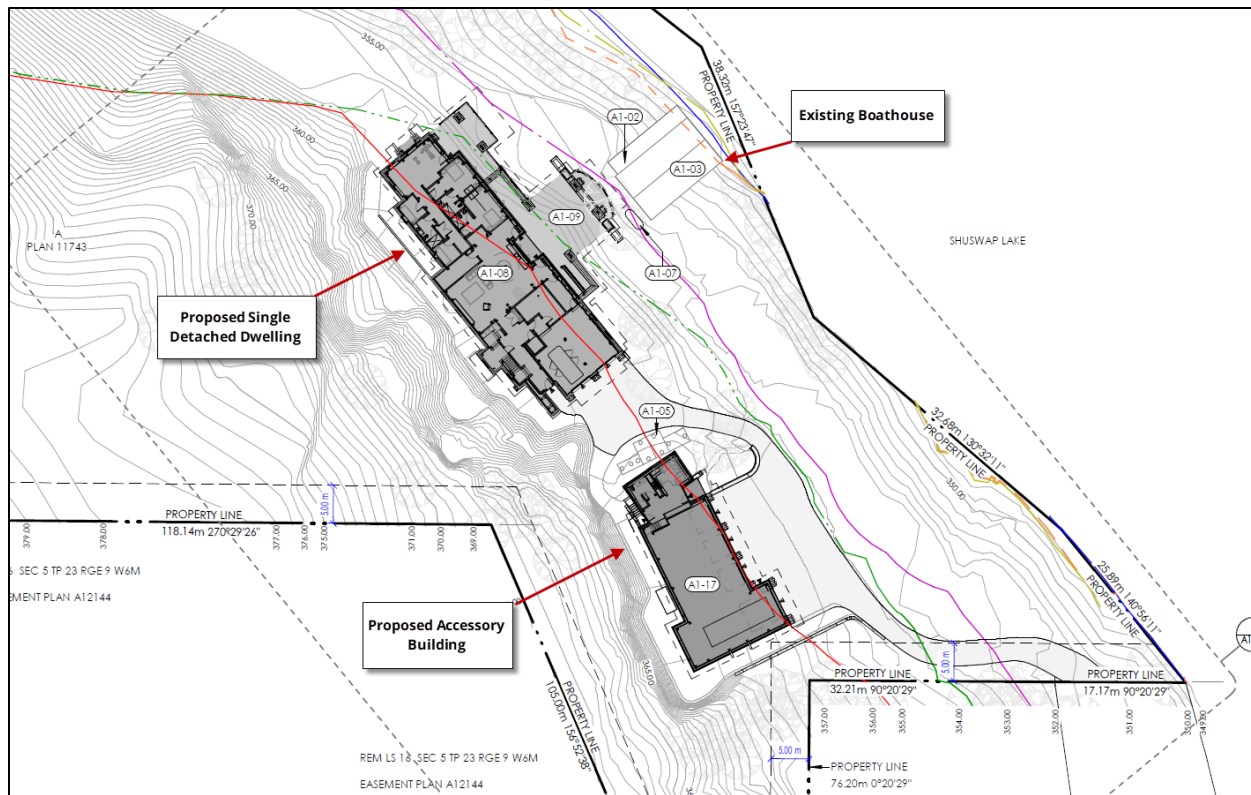 355.00
38.32m 157°23'47"
PROPERTY LINE
Existing Boathouse
A1-02
A1-03
360.00
365.00
370.00
A
PLAN 11743
A1-09
A1-08
A1-07
SHUSWAP LAKE
Proposed Single
Detached Dwelling
A1-05
32.68m 130°32'11"
PROPERTY LINE
350.00
5.00 m
PROPERTY LINE
118.14m 270°29'26"
379.00
378.00
377.00
376.00
375.00
371.00
370.00
369.00
SEC 5 TP 23 RGE 9 W6M
EMENT PLAN A12144
A1-17
25.89m 140°56'11"
PROPERTY LINE
Proposed Accessory
Building
365.00
PROPERTY LINE
105.00m 156°52'38"
5.00 m
PROPERTY LINE
32.21m 90°20'29"
PROPERTY LINE
17.17m 90°20'29"
357.00
356.00
355.00
354.00
353.00
352.00
351.00
350.00
349.00
5.00 m
REM LS 16, SEC 5 TP 23 RGE 9 W6M
EASEMENT PLAN A12144
PROPERTY LINE
76.20m 0°20'29"